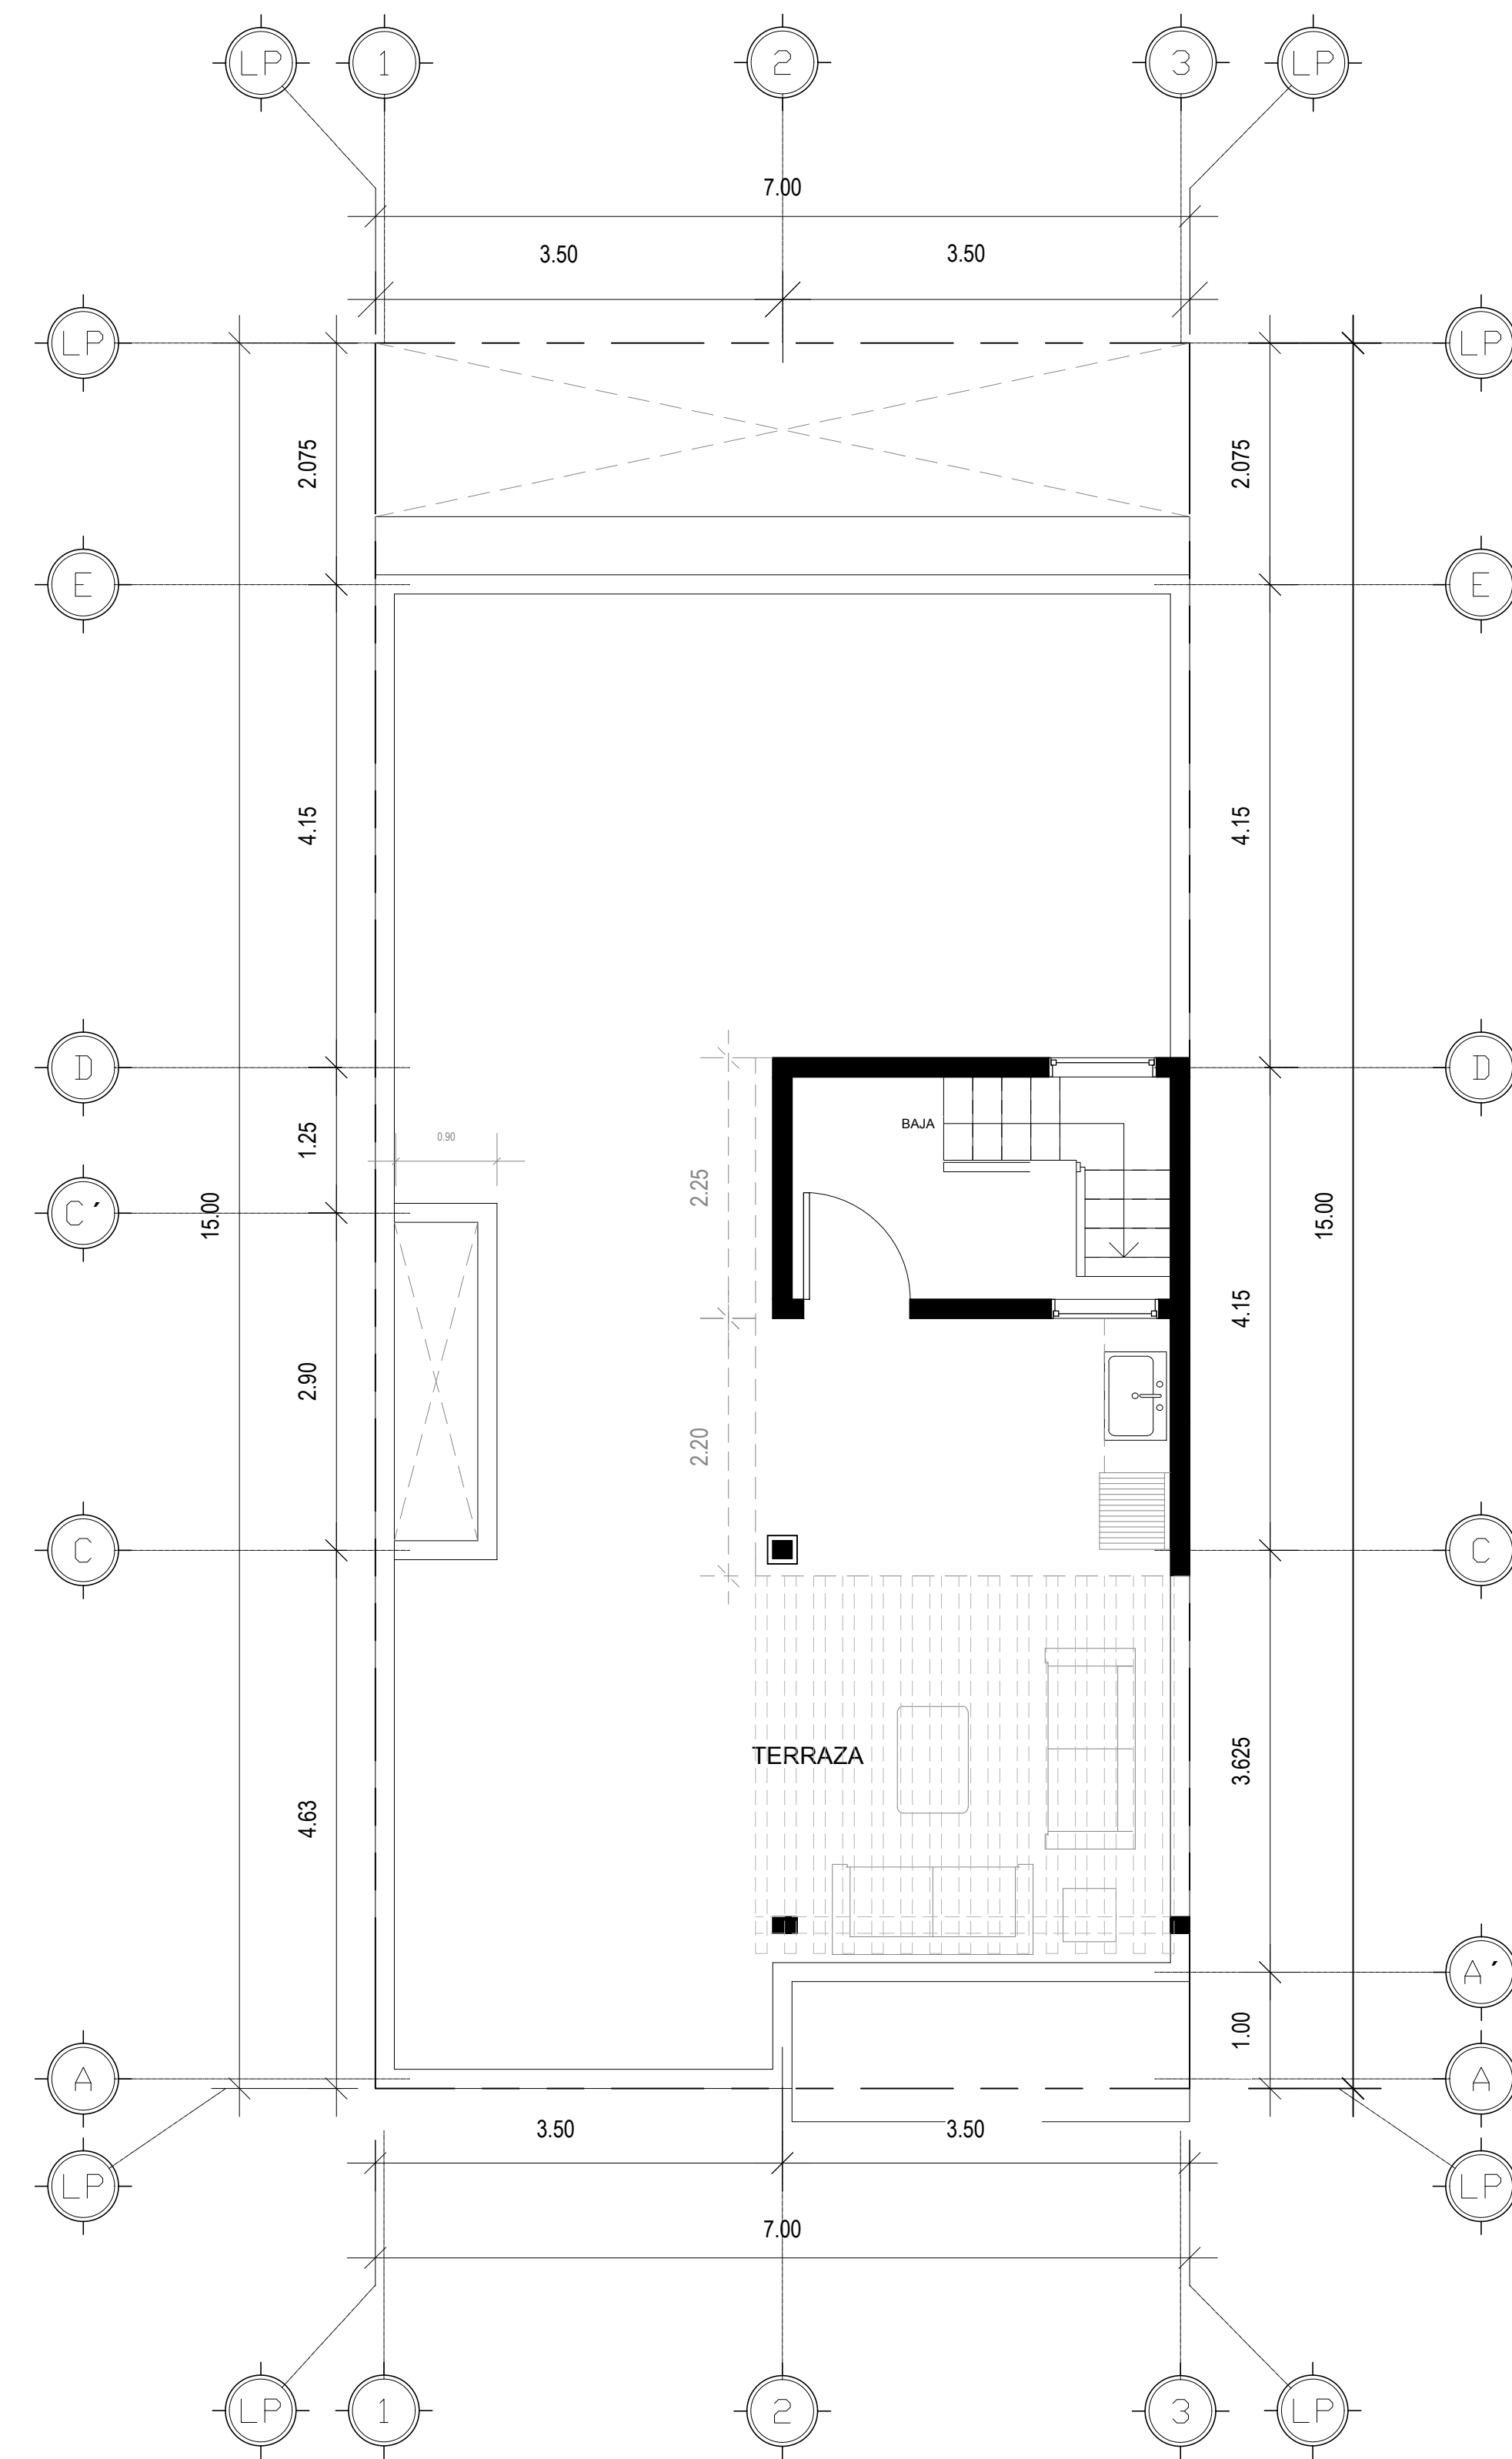 LP 1 2 3 LP
7.00
3.50 3.50
LP LP
2.075 2.075
E E
4.15 4.15
D D
BAJA
1.25 0.90
2.25
C´
15.00 15.00
4.15
2.90
2.20
C C
TERRAZA
3.625
4.63
A´
1.00
A A
3.50 3.50
LP LP
7.00
LP 1 2 3 LP